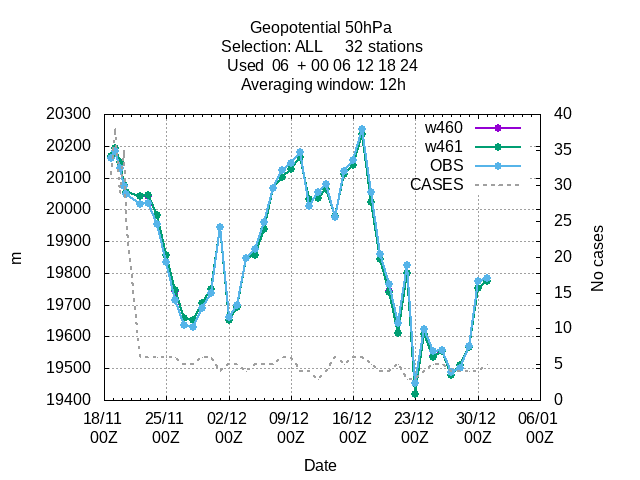 Geopotential 50hPa
Selection: ALL     32 stations
Used  06  + 00 06 12 18 24
Averaging window: 12h
20300
20200
20100
20000
19900
19800
19700
19600
19500
19400
m
40
35
30
25
20
15
10
5
0
No cases
w460
w461
OBS
CASES
18/11 25/11 02/12 09/12 16/12 23/12 30/12 06/01
00Z 00Z 00Z 00Z 00Z 00Z 00Z 00Z
Date